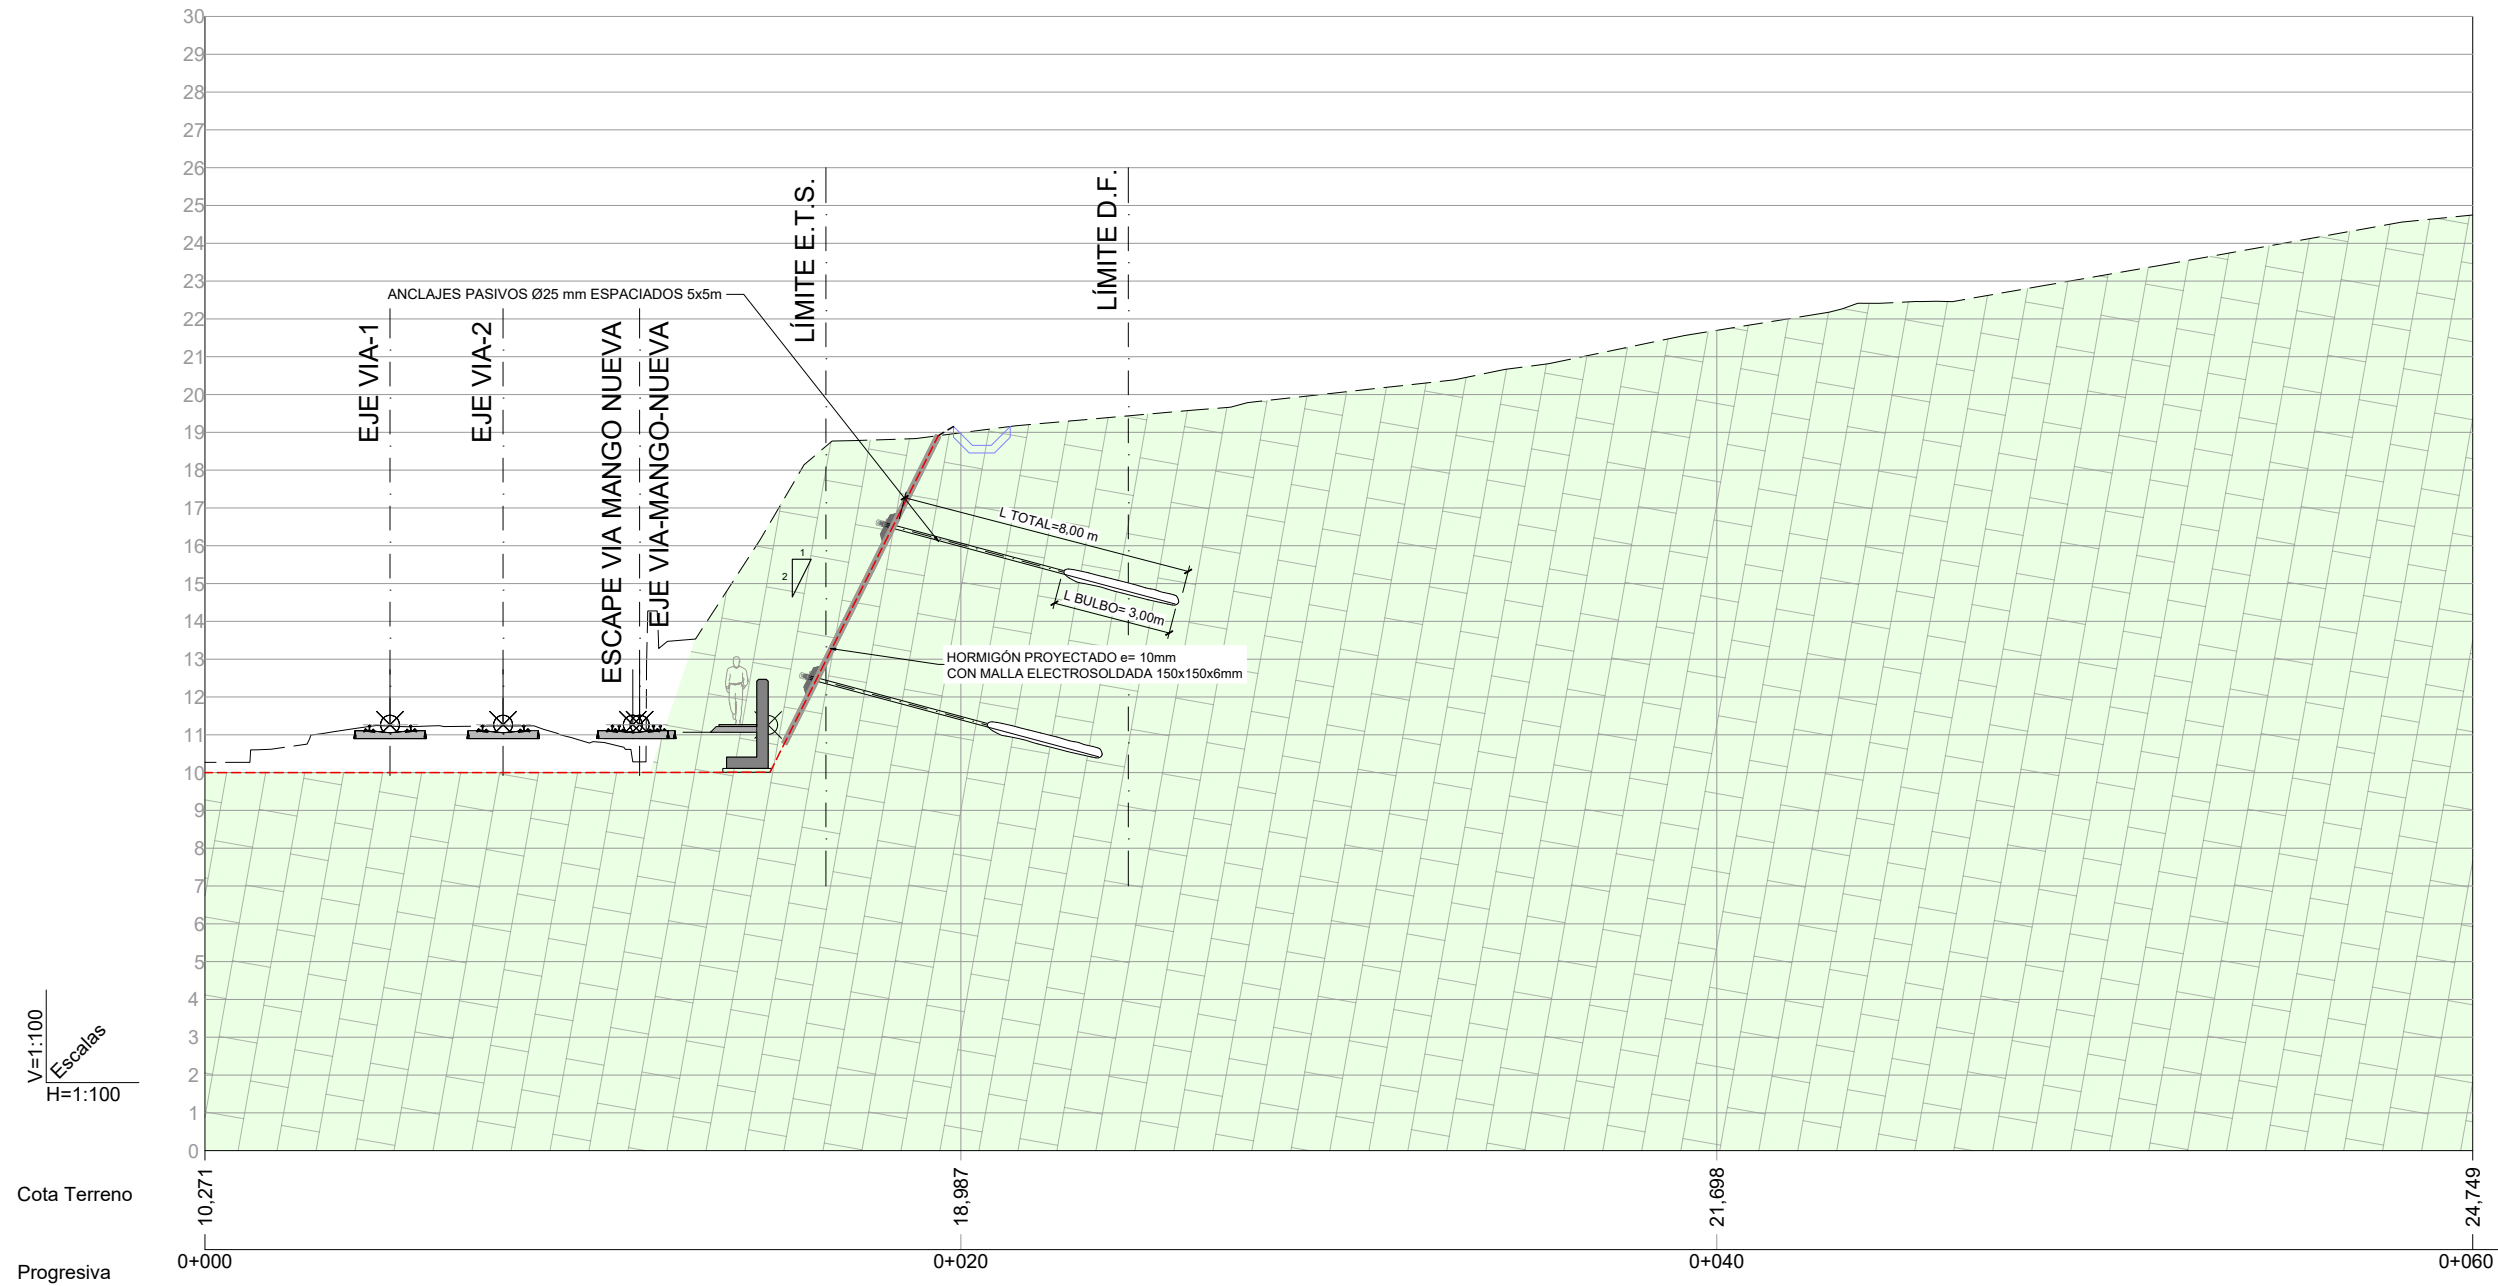 30
29
28
27
26
25
24
23
22
21
20
19
18
17
16
15
14
13
12
11
10
9
8
7
6
5
4
3
2
1
0
LÍMITE E.T.S.
LÍMITE D.F.
ANCLAJES PASIVOS Ø25 mm ESPACIADOS 5x5m
EJE VIA-1
EJE VIA-2
ESCAPE VIA MANGO NUEVA
EJE VIA-MANGO-NUEVA
L TOTAL=8,00 m
1
2
L BULBO= 3,00m
HORMIGÓN PROYECTADO e= 10mm
CON MALLA ELECTROSOLDADA 150x150x6mm
V=1:100
Escalas
H=1:100
Cota Terreno
10,271
18,987
21,698
24,749
Progresiva
0+000
0+020
0+040
0+060